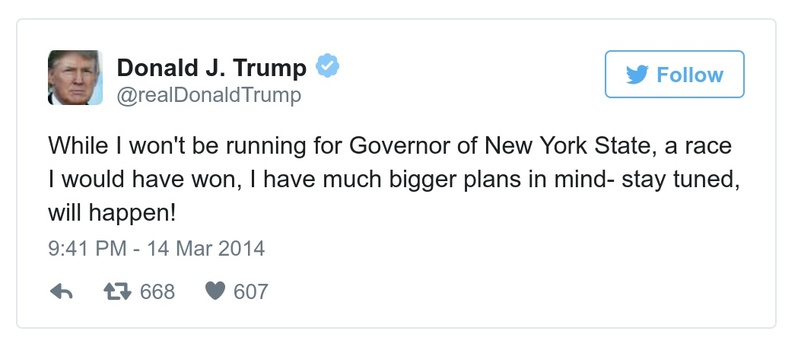 Donald J. Trump
@realDonaldTrump
Follow
While I won't be running for Governor of New York State, a race
I would have won, I have much bigger plans in mind- stay tuned,
will happen!
9:41 PM - 14 Mar 2014
668 607